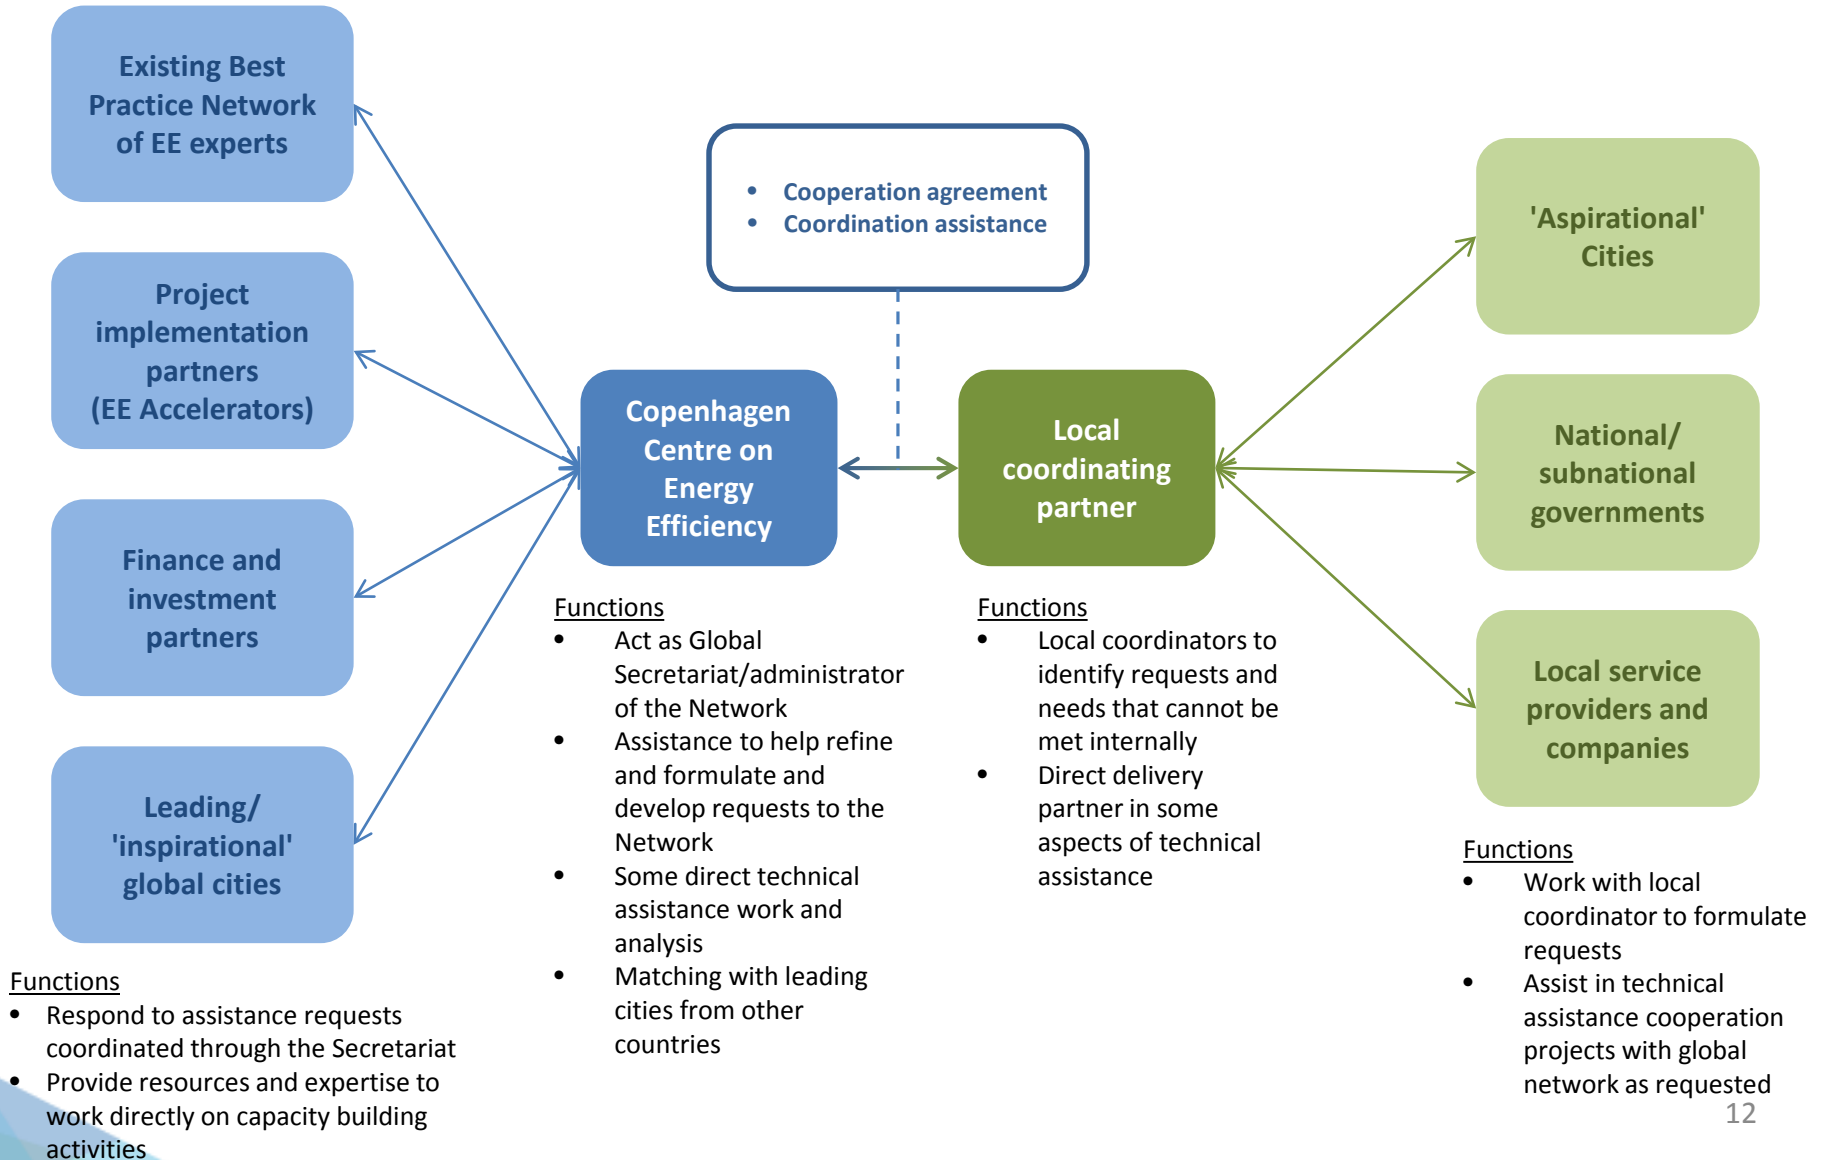 Existing Best
Practice Network
of EE experts
Project
implementation
partners
(EE Accelerators)
Finance and
investment
partners
Leading/
'inspirational'
global cities
Functions
• Respond to assistance requests
coordinated through the Secretariat
• Provide resources and expertise to
work directly on capacity building
activities
• Cooperation agreement
• Coordination assistance
Copenhagen
Centre on
Energy
Efficiency
Functions
• Act as Global
Secretariat/administrator
of the Network
• Assistance to help refine
and formulate and
develop requests to the
Network
• Some direct technical
assistance work and
analysis
• Matching with leading
cities from other
countries
Local
coordinating
partner
Functions
• Local coordinators to
identify requests and
needs that cannot be
met internally
• Direct delivery
partner in some
aspects of technical
assistance
'Aspirational'
Cities
National/
subnational
governments
Local service
providers and
companies
Functions
• Work with local
coordinator to formulate
requests
• Assist in technical
assistance cooperation
projects with global
network as requested
12